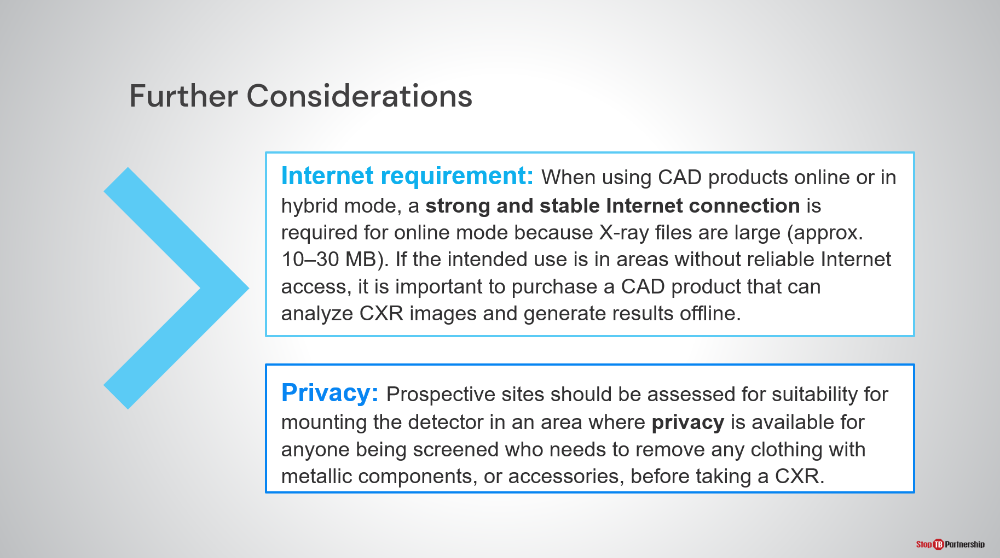 Further Considerations
Internet requirement: When using CAD products online or in
hybrid mode, a strong and stable Internet connection is
required for online mode because X-ray files are large (approx.
10–30 MB). If the intended use is in areas without reliable Internet
access, it is important to purchase a CAD product that can
analyze CXR images and generate results offline.
Privacy: Prospective sites should be assessed for suitability for
mounting the detector in an area where privacy is available for
anyone being screened who needs to remove any clothing with
metallic components, or accessories, before taking a CXR.
Stop TB Partnership